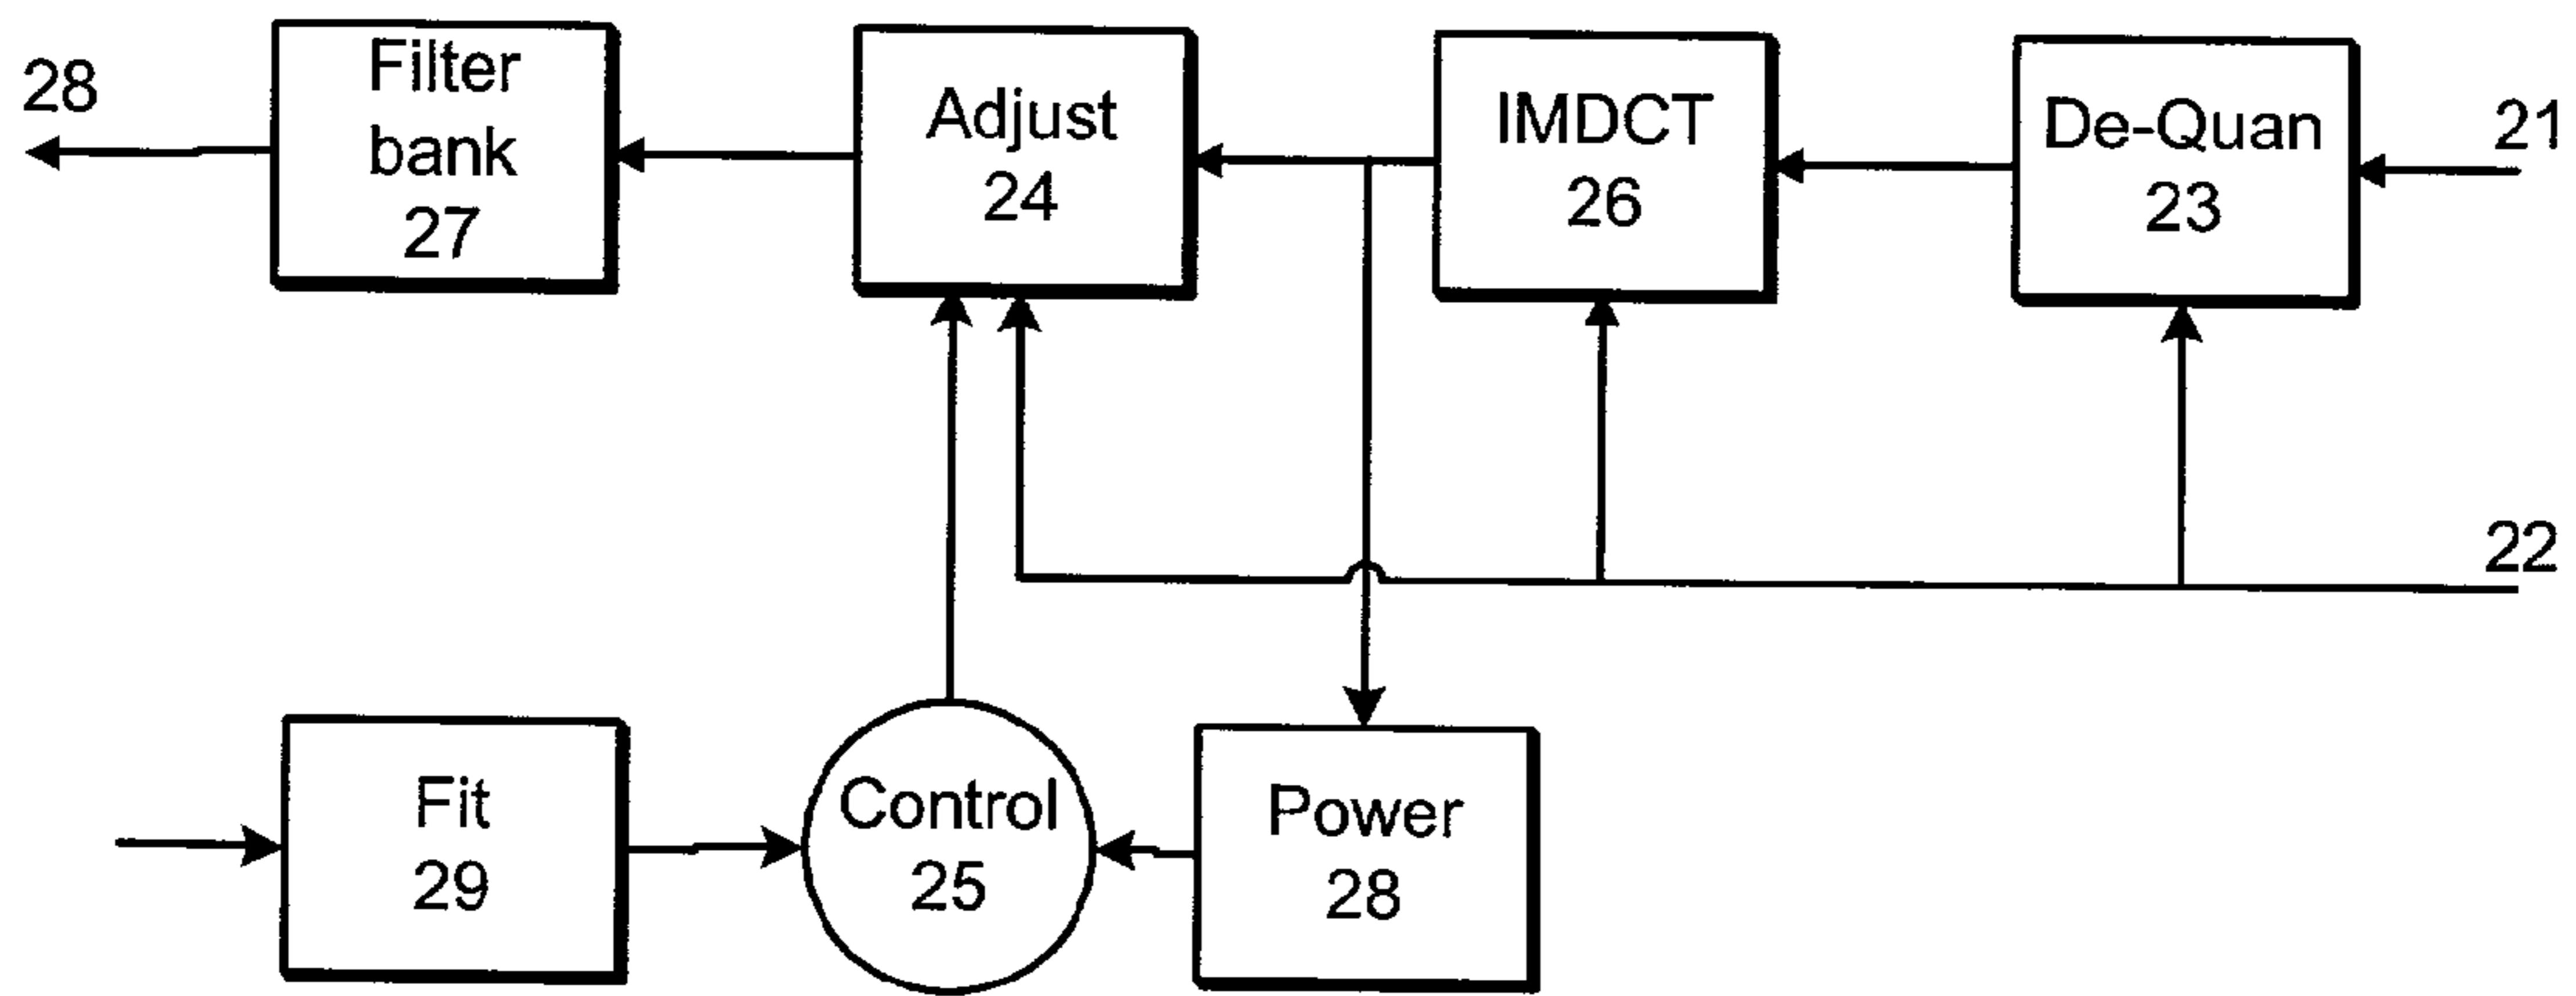 28
Filter
bank
27
Adjust
24
IMDCT
26
De-Quan
23
21
22
Fit
29
Control
25
Power
28